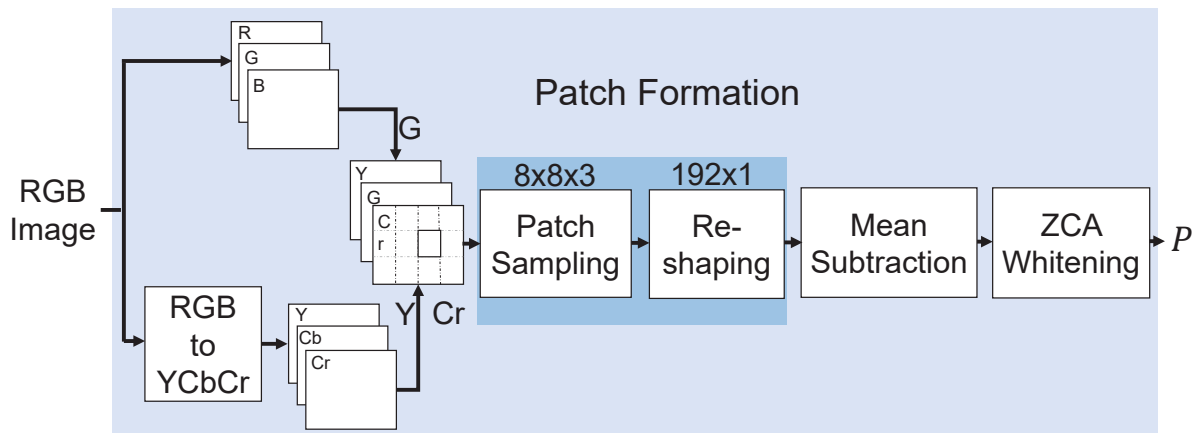 Patch Formation
RGB
Image
R
G
B
G
Y
G
C
r
Y Cr
RGB
to
YCbCr
Y
Cb
Cr
8x8x3
Patch
Sampling
192x1
Re-
shaping
Mean
Subtraction
ZCA
Whitening
P